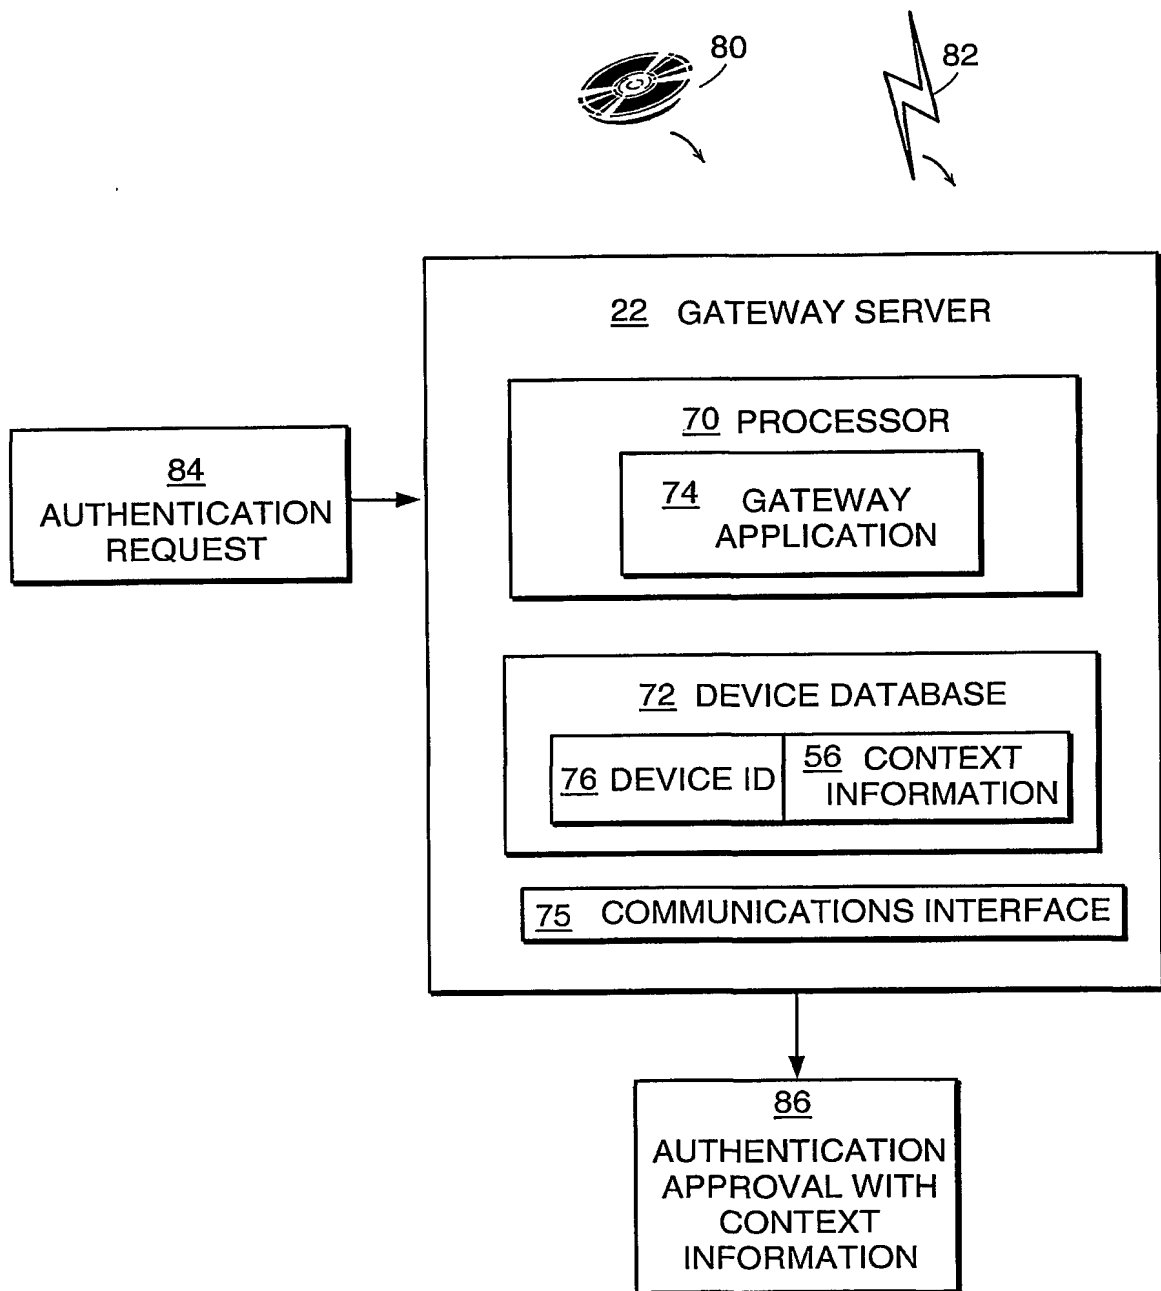 80
82
22 GATEWAY SERVER
70 PROCESSOR
74 GATEWAY
APPLICATION
84
AUTHENTICATION
REQUEST
72 DEVICE DATABASE
76 DEVICE ID
56 CONTEXT
INFORMATION
75 COMMUNICATIONS INTERFACE
86
AUTHENTICATION
APPROVAL WITH
CONTEXT
INFORMATION